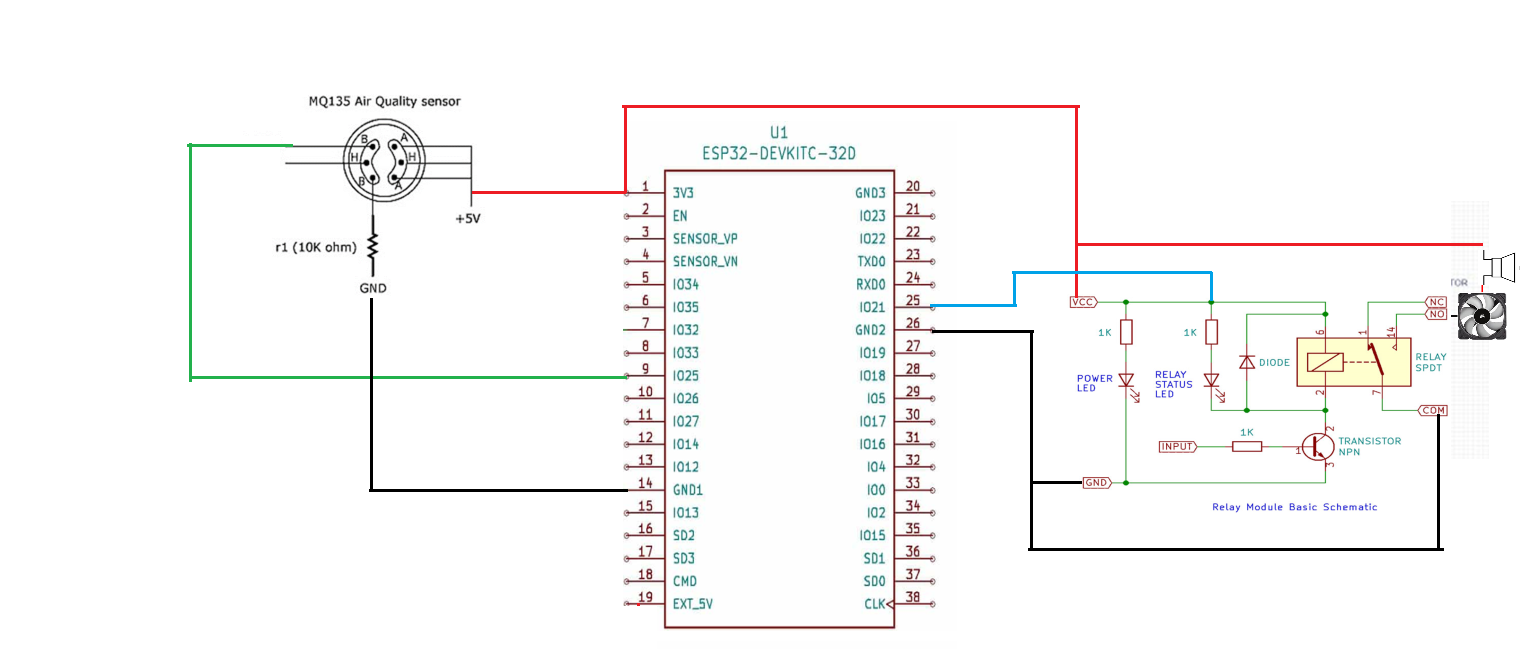 MQ135 Air Quality sensor
B
A
H
H
B
A
+5V
r1 (10K ohm)
GND
U1
ESP32-DEVKITC-32D
1 3V3
2 EN
3 SENSOR_VP
4 SENSOR_VN
5 IO34
6 IO35
7 IO32
8 IO33
9 IO25
10 IO26
11 IO27
12 IO14
13 IO12
14 GND1
15 IO13
16 SD2
17 SD3
18 CMD
19 EXT_5V
GND3 20
IO23 21
IO22 22
TXD0 23
RXD0 24
IO21 25
GND2 26
IO19 27
IO18 28
IO5 29
IO17 30
IO16 31
IO4 32
IO0 33
IO2 34
IO15 35
SD1 36
SD0 37
CLK 38
VCC
1K
POWER
LED
1K
RELAY
STATUS
LED
DIODE
6
1
14
2
7
RELAY
SPDT
NC
NO
COM
TOR
INPUT
1K
1
2
3
TRANSISTOR
NPN
GND
Relay Module Basic Schematic